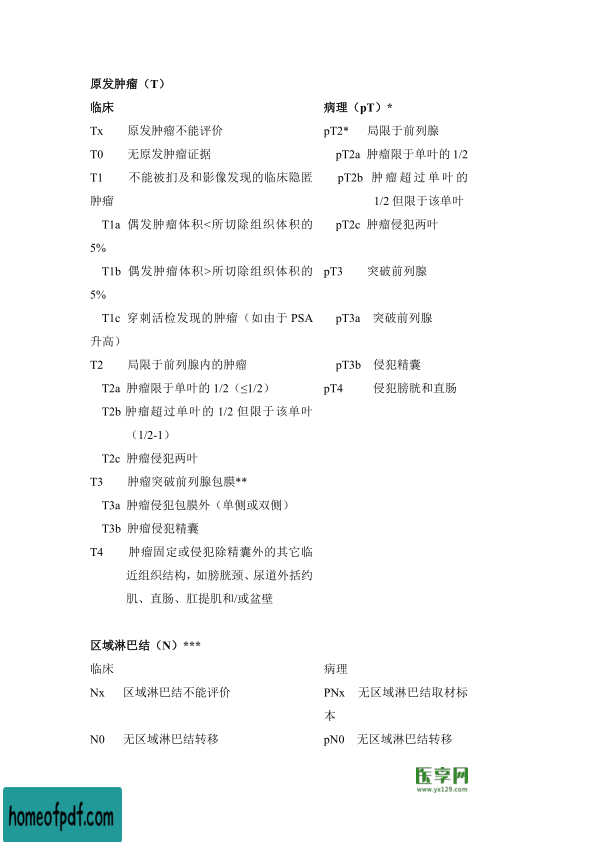 原发肿瘤（T）
临床 病理（pT）*
Tx 原发肿瘤不能评价 pT2* 局限于前列腺
T0 无原发肿瘤证据 pT2a 肿瘤限于单叶的 1/2
T1 不能被扪及和影像发现的临床隐匿 pT2b 肿瘤超过单叶的
肿瘤 1/2 但限于该单叶
T1a 偶发肿瘤体积<所切除组织体积的 pT2c 肿瘤侵犯两叶
5%
T1b 偶发肿瘤体积>所切除组织体积的 pT3 突破前列腺
5%
T1c 穿刺活检发现的肿瘤（如由于 PSA pT3a 突破前列腺
升高）
T2 局限于前列腺内的肿瘤 pT3b 侵犯精囊
T2a 肿瘤限于单叶的 1/2（≤1/2） pT4 侵犯膀胱和直肠
T2b 肿瘤超过单叶的 1/2 但限于该单叶
（1/2-1）
T2c 肿瘤侵犯两叶
T3 肿瘤突破前列腺包膜**
T3a 肿瘤侵犯包膜外（单侧或双侧）
T3b 肿瘤侵犯精囊
T4 肿瘤固定或侵犯除精囊外的其它临
近组织结构，如膀胱颈、尿道外括约
肌、直肠、肛提肌和/或盆壁
区域淋巴结（N）***
临床 病理
Nx 区域淋巴结不能评价 PNx 无区域淋巴结取材标
本
N0 无区域淋巴结转移 pN0 无区域淋巴结转移
医享网
www.yx129.com
homeofpdf.com